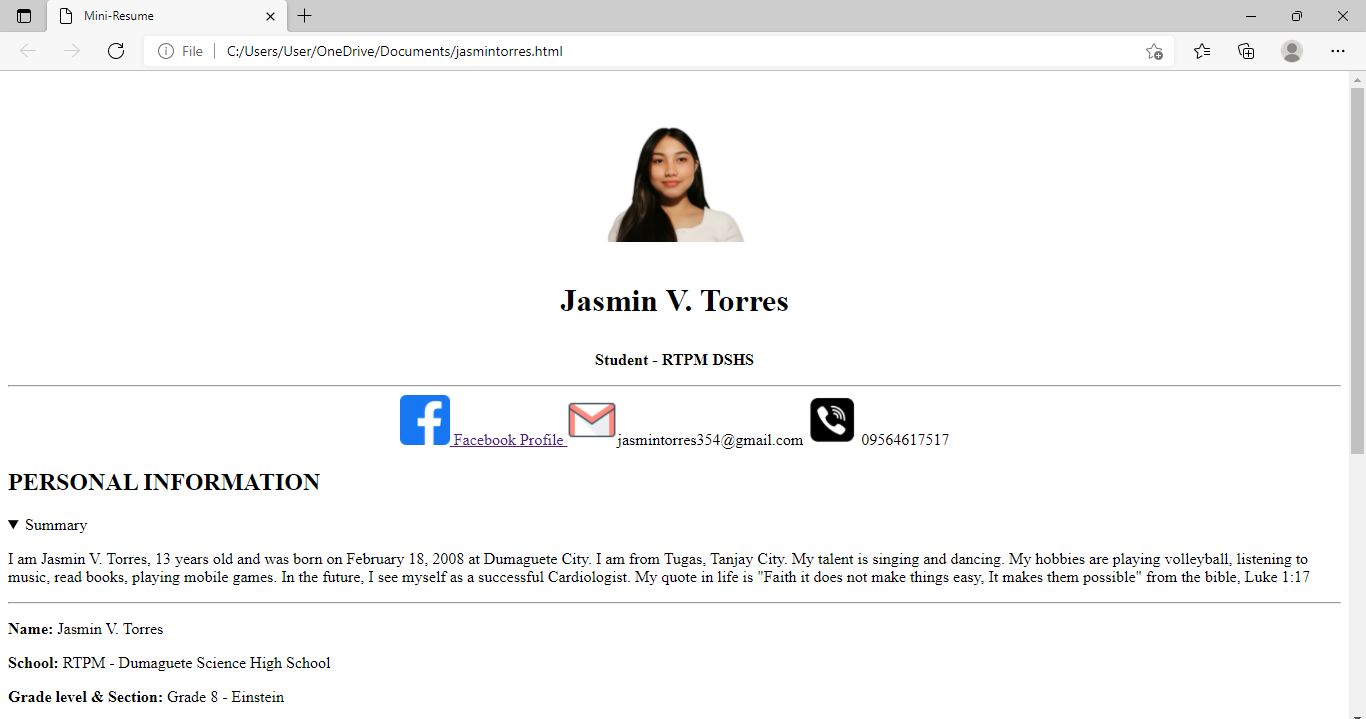 Mini-Resume
File
C:/Users/User/OneDrive/Documents/jasmintorres.html
Jasmin V. Torres
Student - RTPM DSHS
Facebook Profile jasmintorres354@gmail.com 09564617517
PERSONAL INFORMATION
Summary
I am Jasmin V. Torres, 13 years old and was born on February 18, 2008 at Dumaguete City. I am from Tugas, Tanjay City. My talent is singing and dancing. My hobbies are playing volleyball, listening to
music, read books, playing mobile games. In the future, I see myself as a successful Cardiologist. My quote in life is "Faith it does not make things easy, It makes them possible" from the bible, Luke 1:17
Name: Jasmin V. Torres
School: RTPM - Dumaguete Science High School
Grade level & Section: Grade 8 - Einstein